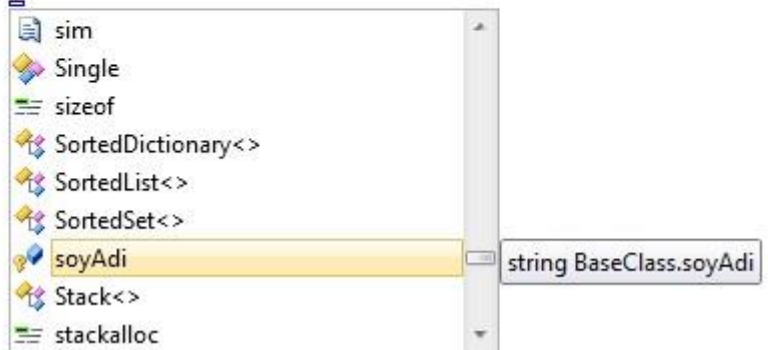 sim
Single
sizeof
SortedDictionary<>
SortedList<>
SortedSet<>
soyAdi
string BaseClass.soyAdi
Stack<>
stackalloc